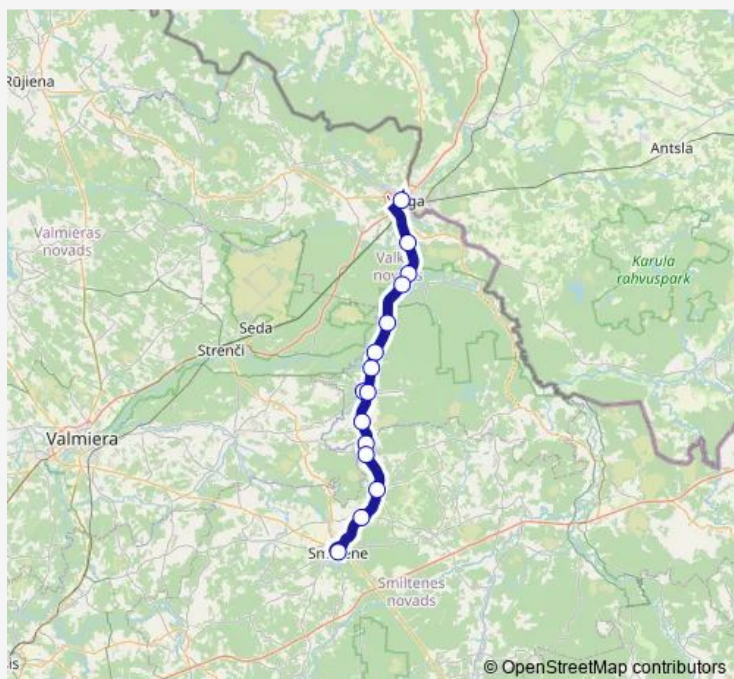 Rūjiena
Antsla
Valmieras
novads
Karula
rahvuspark
Seda
Strenči
Valmiera
Smiltenes
novads
© OpenStreetMap contributors